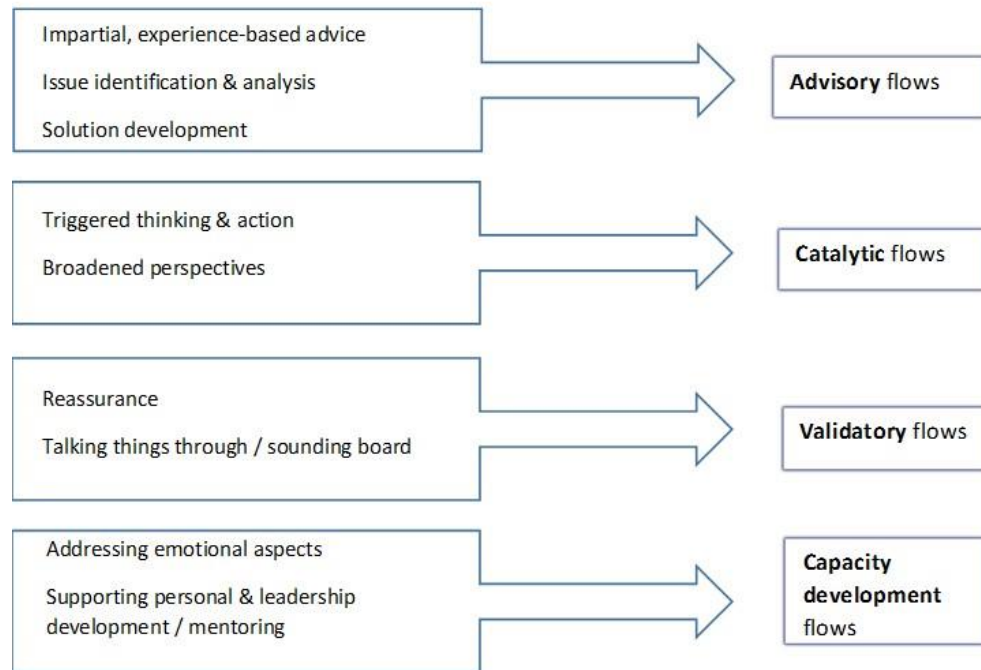 Impartial, experience-based advice
Issue identification & analysis
Solution development
Advisory flows
Triggered thinking & action
Broadened perspectives
Catalytic flows
Reassurance
Talking things through / sounding board
Validatory flows
Addressing emotional aspects
Supporting personal & leadership
development / mentoring
Capacity
development
flows